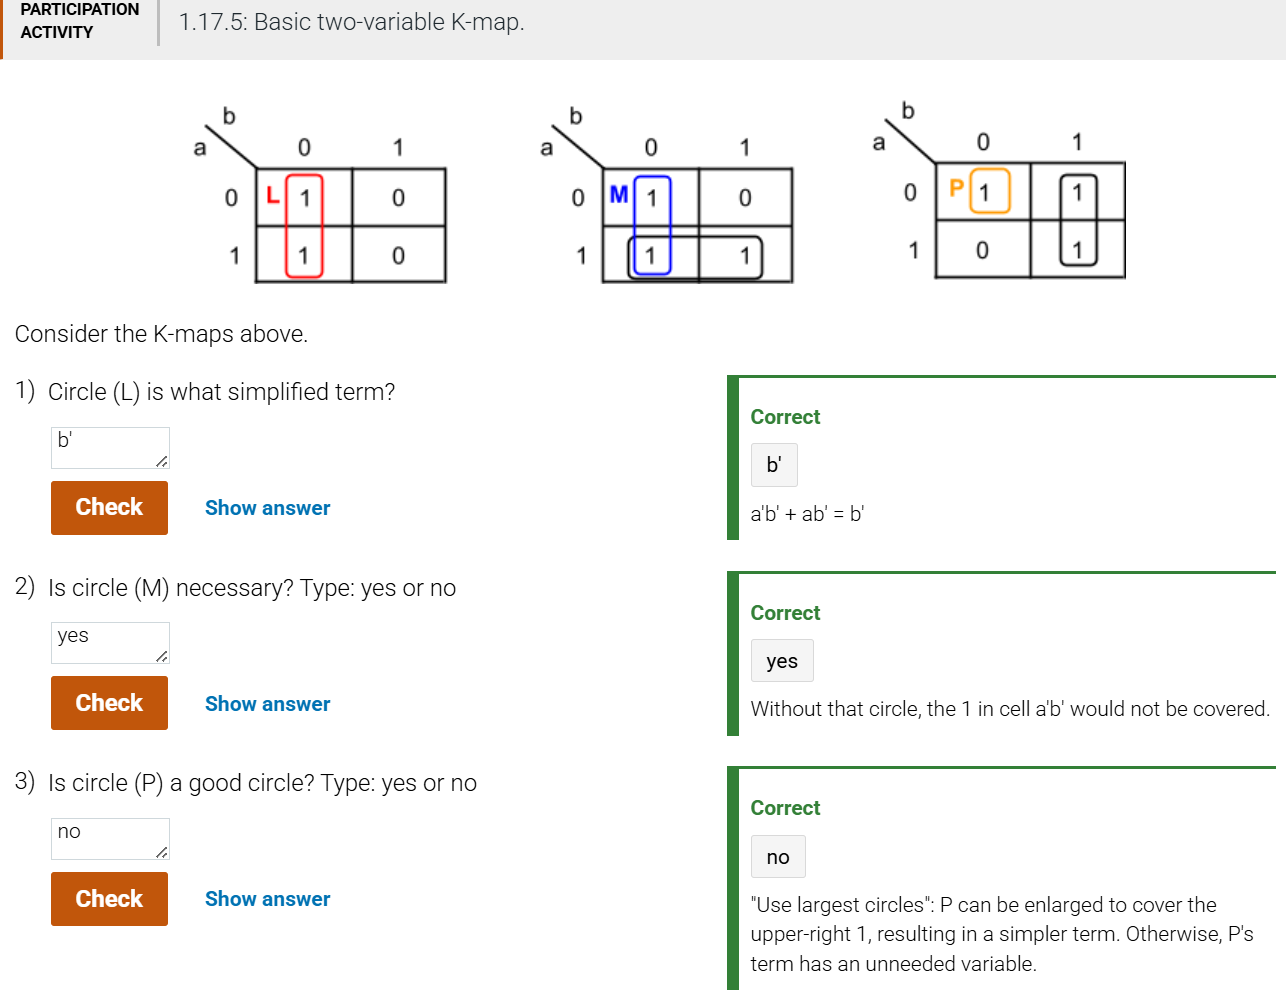 PARTICIPATION
ACTIVITY
1.17.5: Basic two-variable K-map.
b
a
0 1
0 L 1 0
1 1 0
b
a
0 1
0 M 1 0
1 1 1
b
a
0 1
0 P 1 1
1 0 1
Consider the K-maps above.
1) Circle (L) is what simplified term?
b'
Check Show answer
Correct
b'
a'b' + ab' = b'
2) Is circle (M) necessary? Type: yes or no
yes
Check Show answer
Correct
yes
Without that circle, the 1 in cell a'b' would not be covered.
3) Is circle (P) a good circle? Type: yes or no
no
Check Show answer
Correct
no
"Use largest circles": P can be enlarged to cover the
upper-right 1, resulting in a simpler term. Otherwise, P's
term has an unneeded variable.